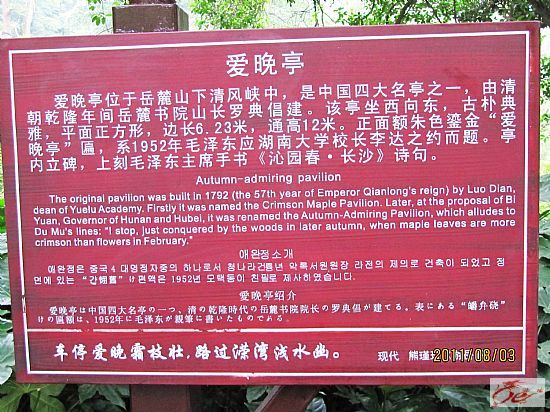 爱晚亭
爱晚亭位于岳麓山下清风峡中，是中国四大名亭之一，由清
朝乾隆年间岳麓书院山长罗典倡建。该亭坐西向东，古朴典
雅，平面正方形，边长6.23米，通高12米。正面额朱色鎏金“爱
晚亭”匾，系1952年毛泽东应湖南大学校长李达之约而题。亭
内立碑，上刻毛泽东主席手书《沁园春·长沙》诗句。
Autumn-admiring pavilion
The original pavilion was built in 1792 (the 57th year of Emperor Qianlong's reign) by Luo Dian,
dean of Yuelu Academy. Firstly it was named the Crimson Maple Pavilion. Later, at the proposal of Bi
Yuan, Governor of Hunan and Hubei, it was renamed the Autumn-Admiring Pavilion, which alludes to
Du Mu's lines: "I stop, just conquered by the woods in later autumn, when maple leaves are more
crimson than flowers in February."
애완정소개
애완정은 중국4 대명정자중의 하나로서 청나라건륭년 악록서원원장 라전의 제의로 건축이 되었고 정
면에 있는 께 편액은 1952년 모택동이 친필로 제사하였습니다.
愛晩亭紹介
愛晩亭は中国四大名亭の一つ、清の乾隆時代の岳麓書院院長の罗典倡が建てる。表にある
けの匾額は、1952年に毛泽东が親筆に書いたものである。
车停爱晚霜枝壮，路过溁湾浅水幽。
现代 熊瑾
2011/08/03